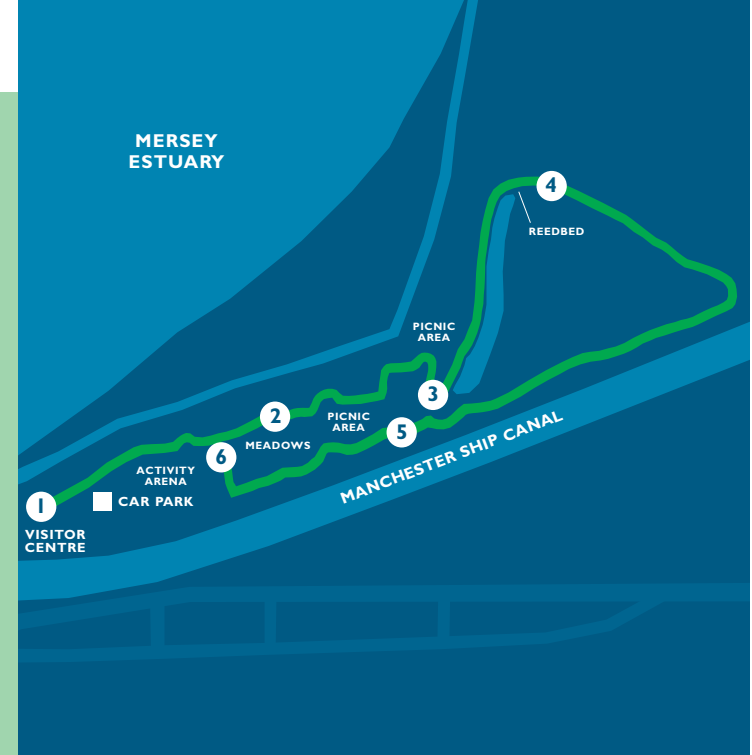 MERSEY
ESTUARY
4
REEDBED
PICNIC
AREA
3
2
PICNIC
AREA
5
MEADOWS
6
MANCHESTER SHIP CANAL
ACTIVITY
ARENA
1
CAR PARK
VISITOR
CENTRE